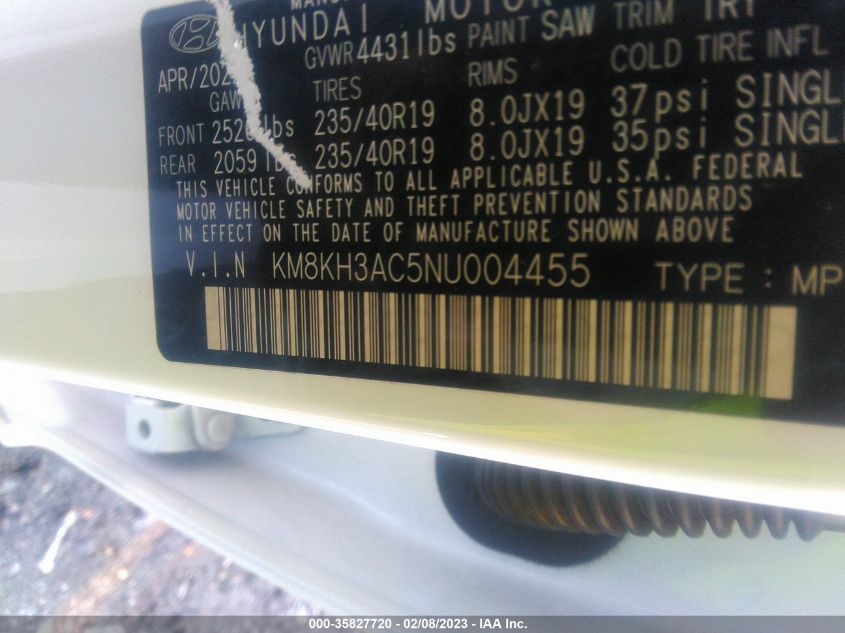 HYUNDAI MOTOR
GVWR 4431lbs PAINT SAW TRIM TRY
TIRES RIMS COLD TIRE INFL
FRONT 235/40R19 8.0JX19 37psi
REAR 2059 235/40R19 8.0JX19 35psi
THIS VEHICLE CONFORMS TO ALL APPLICABLE U.S.A. FEDERAL
MOTOR VEHICLE SAFETY AND THEFT PREVENTION STANDARDS
IN EFFECT ON THE DATE OF MANUFACTURE SHOWN ABOVE
V.I.N KM8KH3AC5NU004455 TYPE : MP
000-35827720 - 02/08/2023 - IAA Inc.